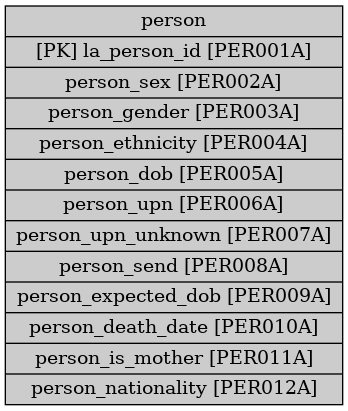 person
[PK] la_person_id [PER001A]
person_sex [PER002A]
person_gender [PER003A]
person_ethnicity [PER004A]
person_dob [PER005A]
person_upn [PER006A]
person_upn_unknown [PER007A]
person_send [PER008A]
person_expected_dob [PER009A]
person_death_date [PER010A]
person_is_mother [PER011A]
person_nationality [PER012A]